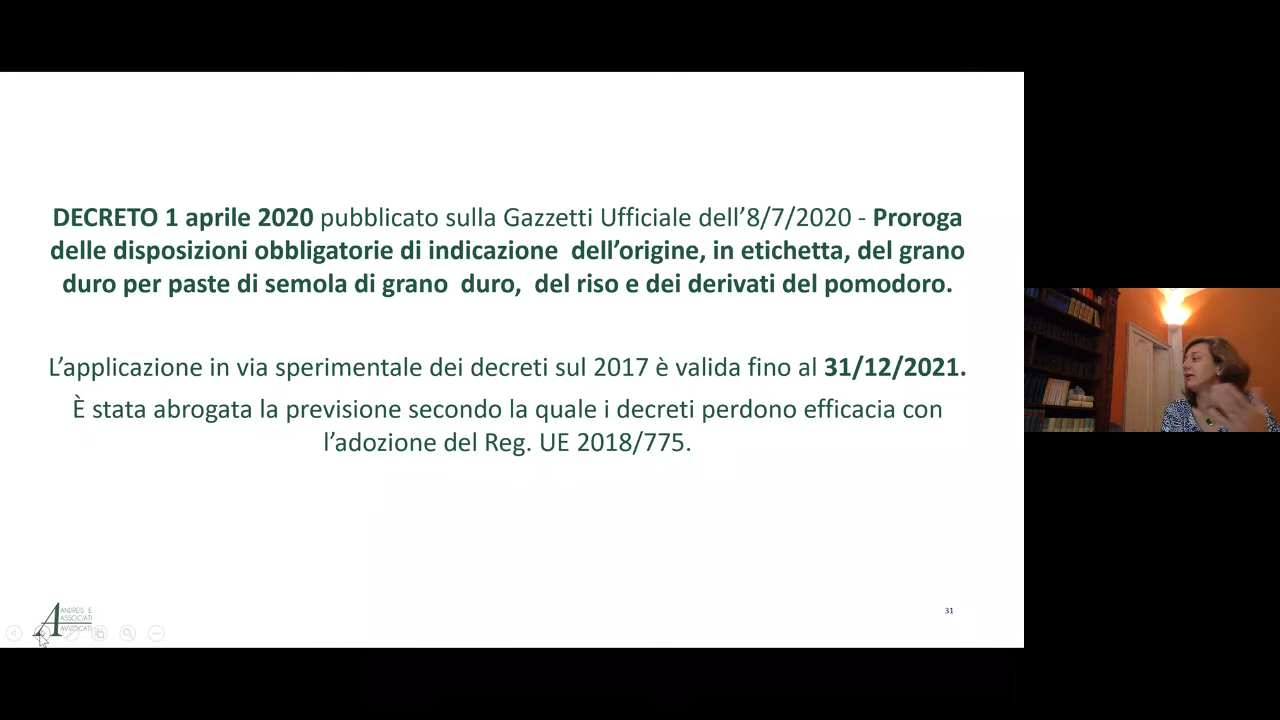 DECRETO 1 aprile 2020 pubblicato sulla Gazzetti Ufficiale dell’8/7/2020 - Proroga
delle disposizioni obbligatorie di indicazione dell’origine, in etichetta, del grano
duro per paste di semola di grano duro, del riso e dei derivati del pomodoro.
L’applicazione in via sperimentale dei decreti sul 2017 è valida fino al 31/12/2021.
È stata abrogata la previsione secondo la quale i decreti perdono efficacia con
l’adozione del Reg. UE 2018/775.
ANDREIS E
ASSOCIATI
AVVOCATI
31